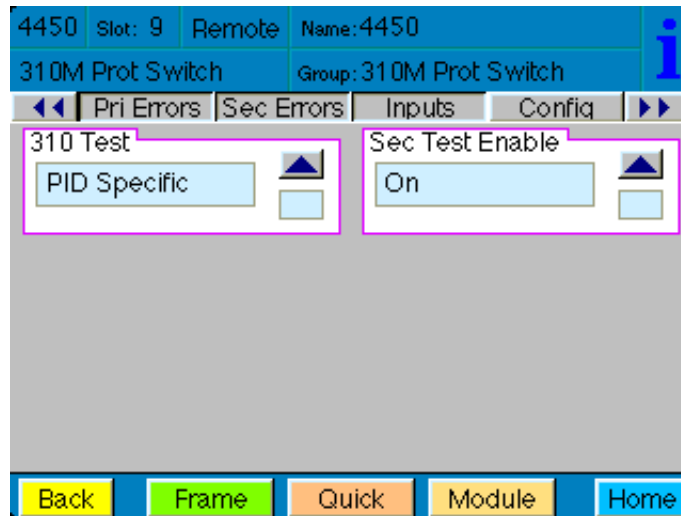 4450 Slot: 9 Remote Name:4450
310M Prot Switch Group:310M Prot Switch
i
Pri Errors Sec Errors Inputs Config
310 Test Sec Test Enable
PID Specific On
Back Frame Quick Module Home